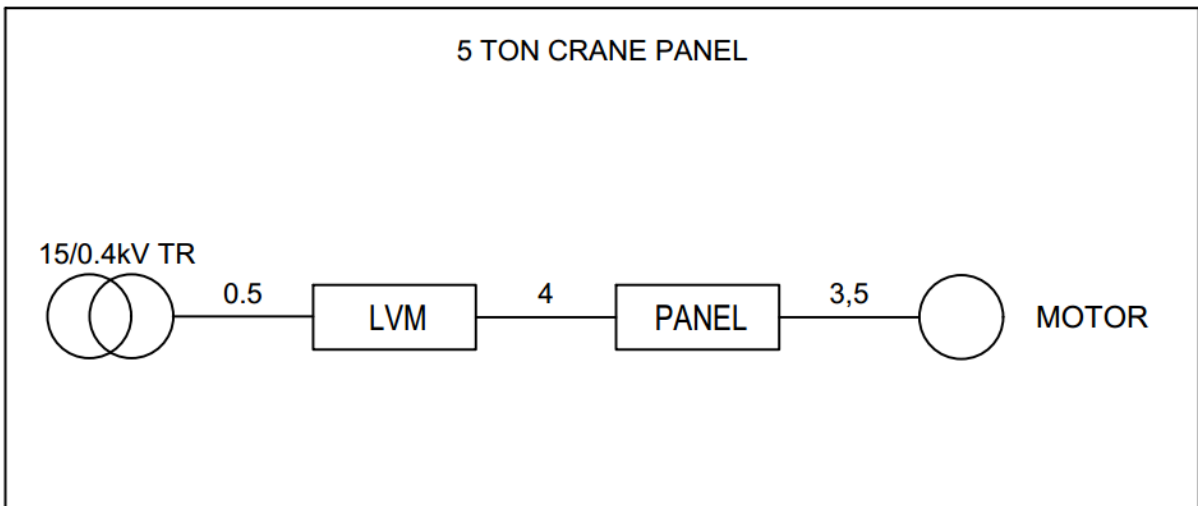 5 TON CRANE PANEL
15/0.4kV TR
0.5
LVM
4
PANEL
3,5
MOTOR